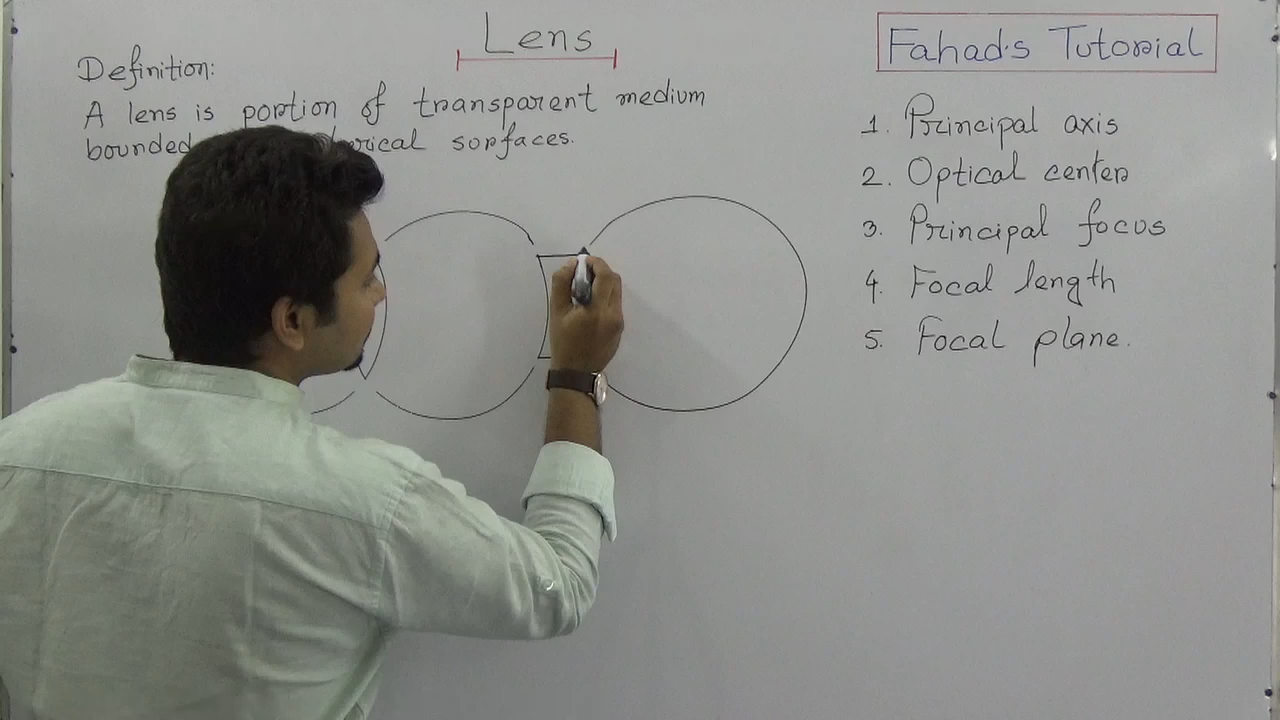 Lens
Definition:
A lens is portion of transparent medium
bounded surfaces.
Fahad's Tutorial
1. Principal axis
2. Optical center
3. Principal focus
4. Focal length
5. Focal plane.